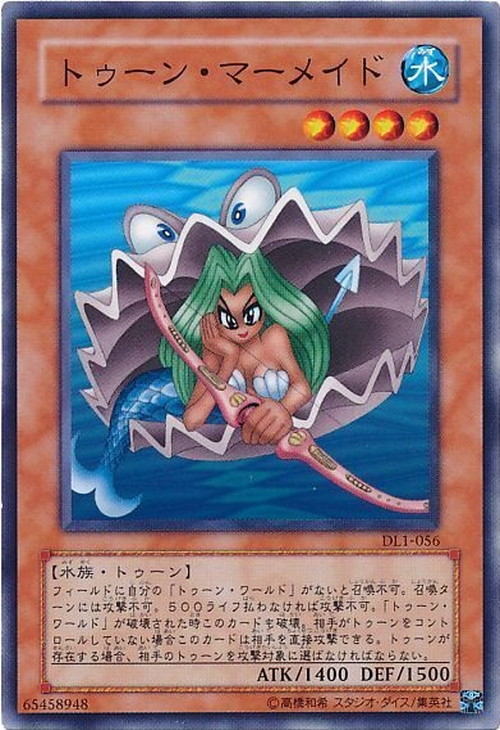 トゥーン・マーメイド
水
DL1-056
【水族・トゥーン】
フィールドに自分の「トゥーン・ワールド」がないと召喚不可。召喚タ
ーンには攻撃不可。500ライフ払わなければ攻撃不可。「トゥーン・
ワールド」が破壊された時このカードも破壊。相手がトゥーンをコント
ロールしていない場合このカードは相手を直接攻撃できる。トゥーンが
存在する場合、相手のトゥーンを攻撃対象に選ばなければならない。
ATK/1400 DEF/1500
65458948
©高橋和希 スタジオ・ダイス/集英社